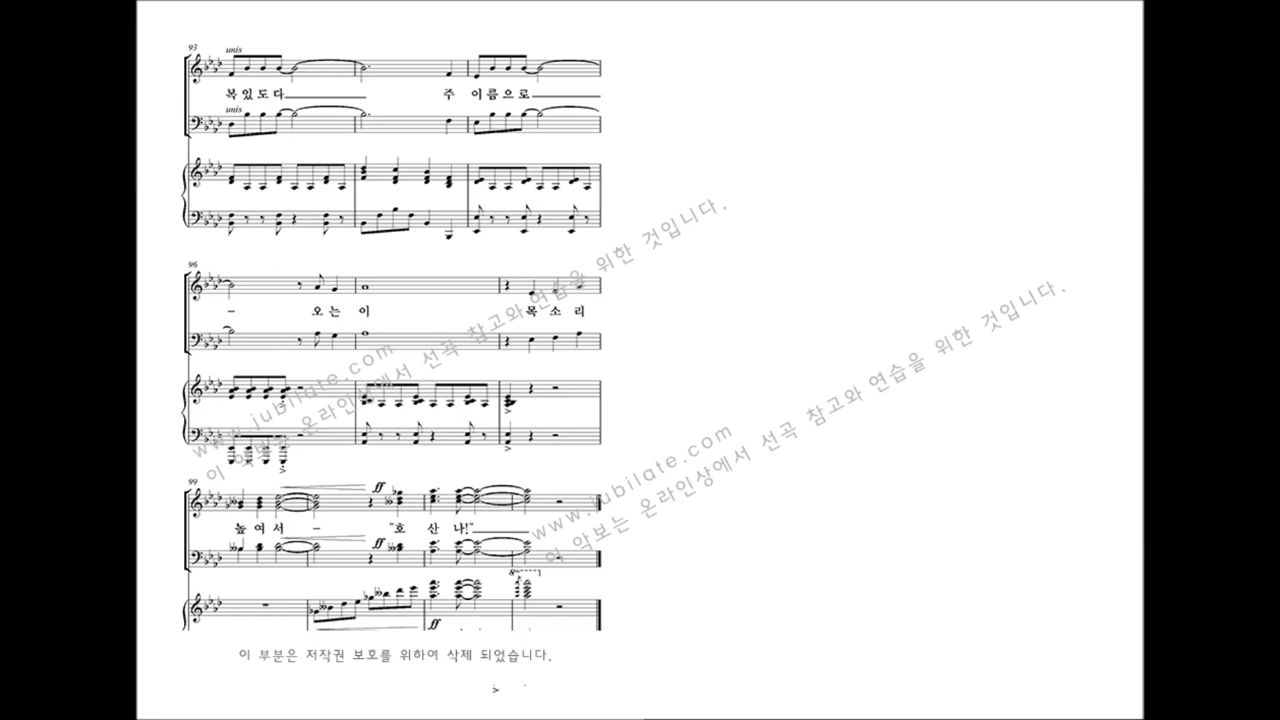 93
unis
복있도다 주 이름으로
unis
96
오는 이 목 소 리
99
ff
높 여 서 - "호 산 나!"
ff
8va
ff
이 부분은 저작권 보호를 위하여 삭제 되었습니다.
www.jubilate.com
이 악보는 온라인상에서 선곡 참고와 연습을 위한 것입니다.
www.jubilate.com
이 악보는 온라인상에서 선곡 참고와 연습을 위한 것입니다.